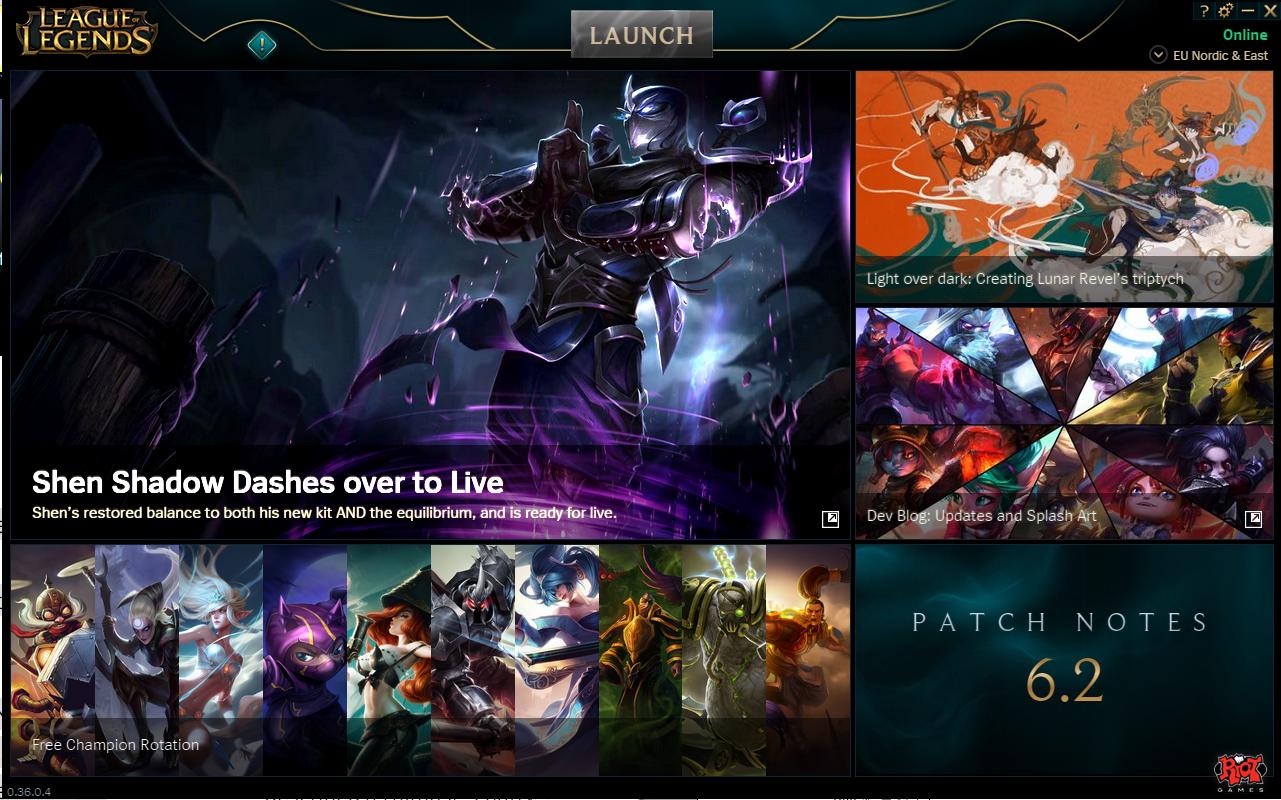 LEAGUE OF
LEGENDS
!
LAUNCH
?
Online
EU Nordic & East
Light over dark: Creating Lunar Revel's triptych
Shen Shadow Dashes over to Live
Shen's restored balance to both his new kit AND the equilibrium, and is ready for live.
Dev Blog: Updates and Splash Art
Free Champion Rotation
PATCH NOTES
6.2
RIOT
GAMES
0.36.0.4